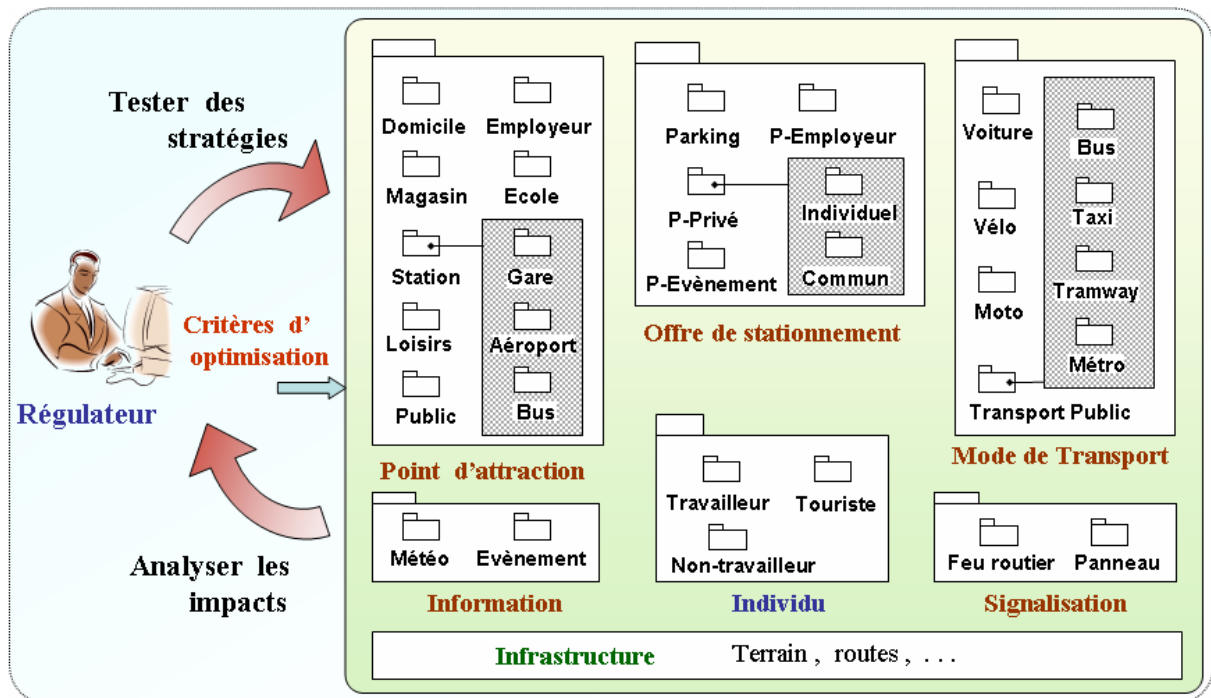 Tester des
stratégies
Critères d'
optimisation
Régulateur
Analyser les
impacts
Domicile Employeur
Magasin Ecole
Station Gare
Loisirs Aéroport
Public Bus
Point d'attraction
Parking P-Employeur
P-Privé Individuel
P-Evènement Commun
Offre de stationnement
Voiture Bus
Vélo Taxi
Moto Tramway
Métro
Transport Public
Mode de Transport
Météo Evènement
Information
Travailleur Touriste
Non-travailleur
Individu
Feu routier Panneau
Signalisation
Infrastructure Terrain , routes , . . .